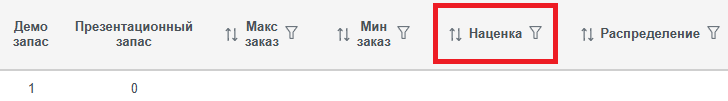 Демо запас
Презентационный запас
Макс заказ
Мин заказ
Наценка
Распределение
1
0